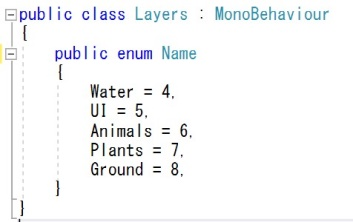 public class Layers : MonoBehaviour
{
public enum Name
{
Water = 4,
UI = 5,
Animals = 6,
Plants = 7,
Ground = 8,
}
}